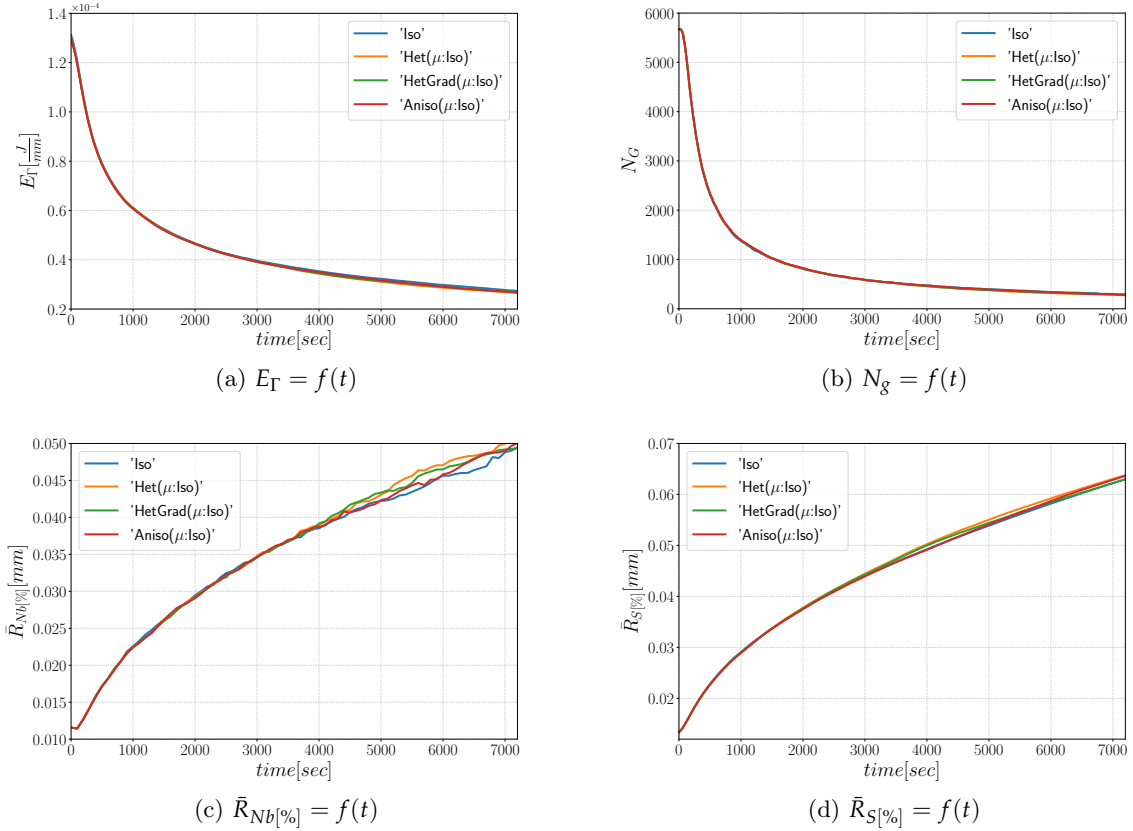 ×10⁻⁴
1.4
1.2
1.0
0.8
0.6
0.4
0.2
E_Γ[J/mm]
0 1000 2000 3000 4000 5000 6000 7000
time[sec]
'Iso'
'Het(μ:Iso)'
'HetGrad(μ:Iso)'
'Aniso(μ:Iso)'
(a) E_Γ = f(t)
6000
5000
4000
3000
2000
1000
0
N_G
0 1000 2000 3000 4000 5000 6000 7000
time[sec]
'Iso'
'Het(μ:Iso)'
'HetGrad(μ:Iso)'
'Aniso(μ:Iso)'
(b) N_g = f(t)
0.050
0.045
0.040
0.035
0.030
0.025
0.020
0.015
0.010
R̄_Nb[%][mm]
0 1000 2000 3000 4000 5000 6000 7000
time[sec]
'Iso'
'Het(μ:Iso)'
'HetGrad(μ:Iso)'
'Aniso(μ:Iso)'
(c) R̄_Nb[%] = f(t)
0.07
0.06
0.05
0.04
0.03
0.02
R̄_S[%][mm]
0 1000 2000 3000 4000 5000 6000 7000
time[sec]
'Iso'
'Het(μ:Iso)'
'HetGrad(μ:Iso)'
'Aniso(μ:Iso)'
(d) R̄_S[%] = f(t)